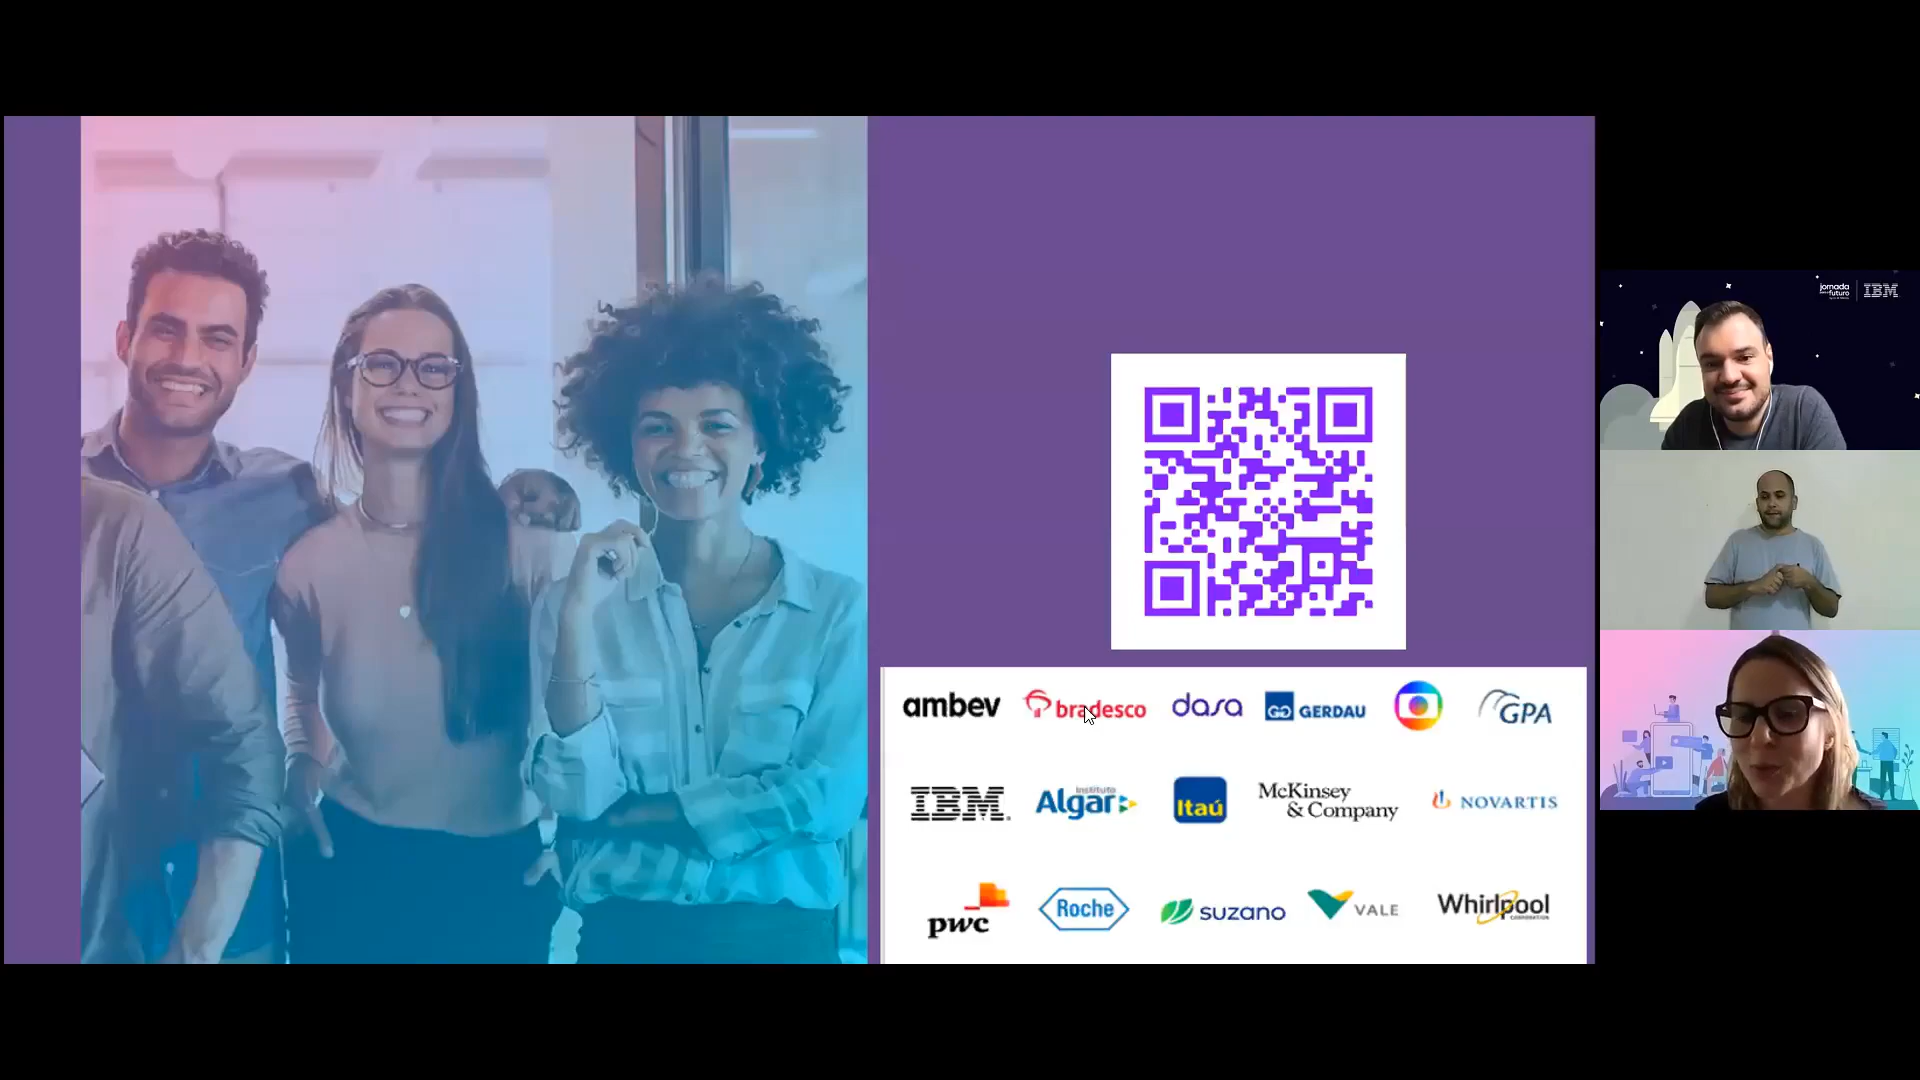 jornada
futuro
IBM
ambev
bradesco
dasa
GERDAU
GPA
IBM
instituto
Algar
Itaú
McKinsey
& Company
NOVARTIS
pwc
Roche
suzano
VALE
Whirlpool
CORPORATION